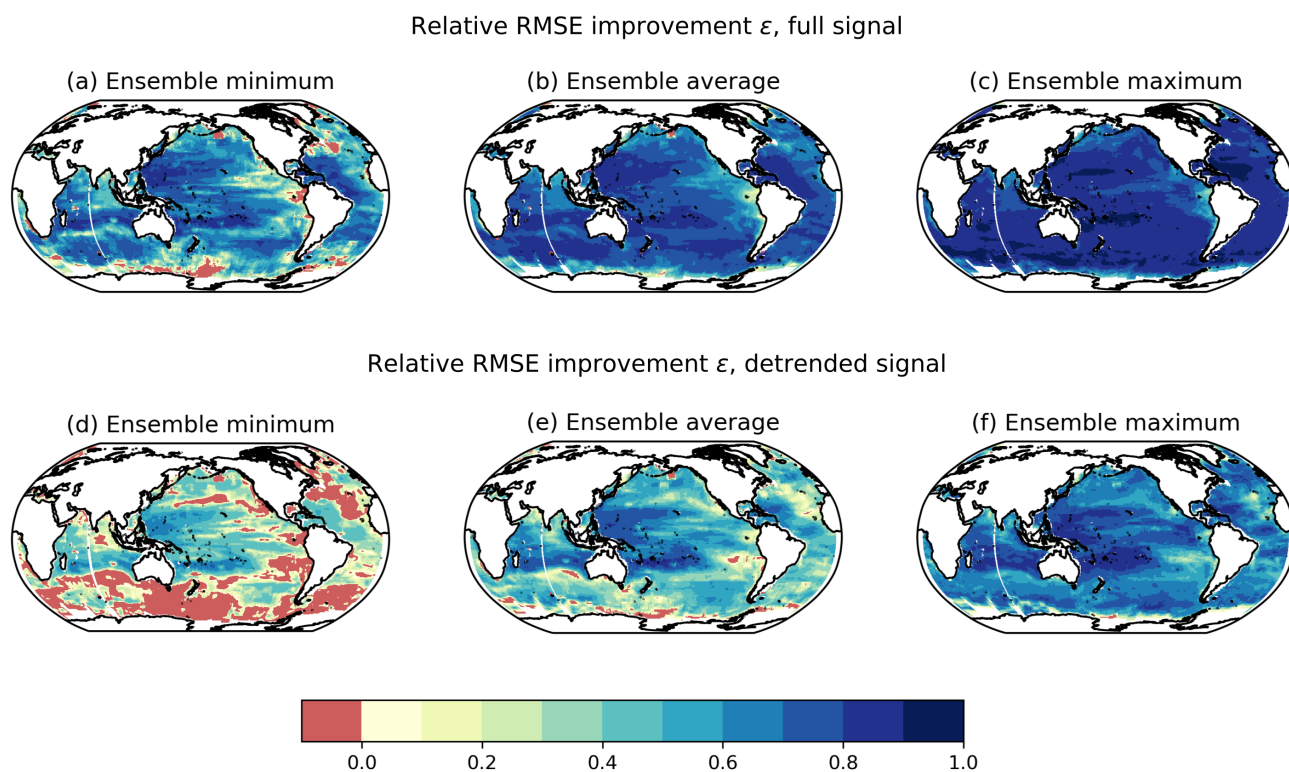 Relative RMSE improvement ε, full signal
(a) Ensemble minimum
(b) Ensemble average
(c) Ensemble maximum
Relative RMSE improvement ε, detrended signal
(d) Ensemble minimum
(e) Ensemble average
(f) Ensemble maximum
0.0 0.2 0.4 0.6 0.8 1.0